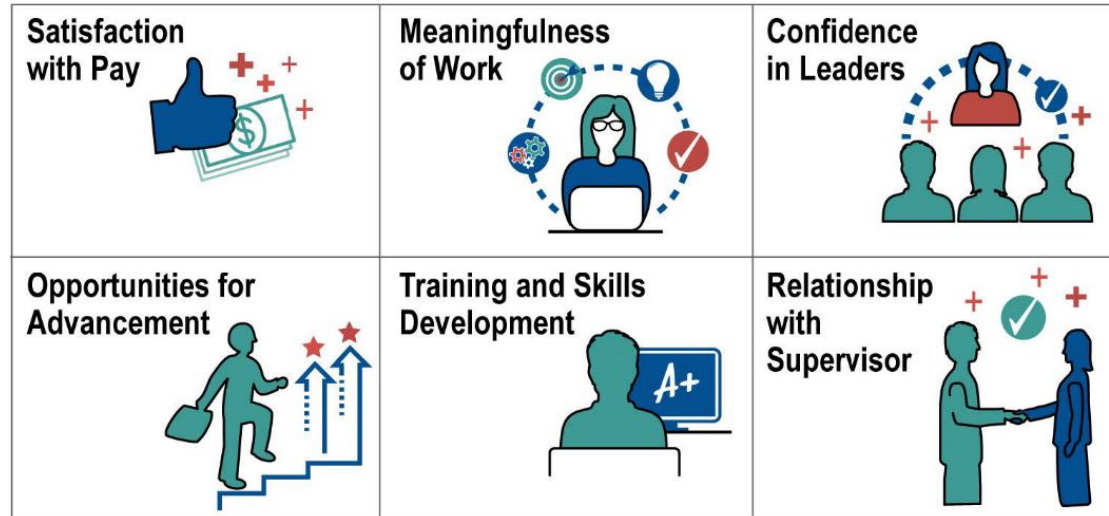 Satisfaction
with Pay
$
Meaningfulness
of Work
Confidence
in Leaders
Opportunities for
Advancement
Training and Skills
Development
A+
Relationship
with
Supervisor